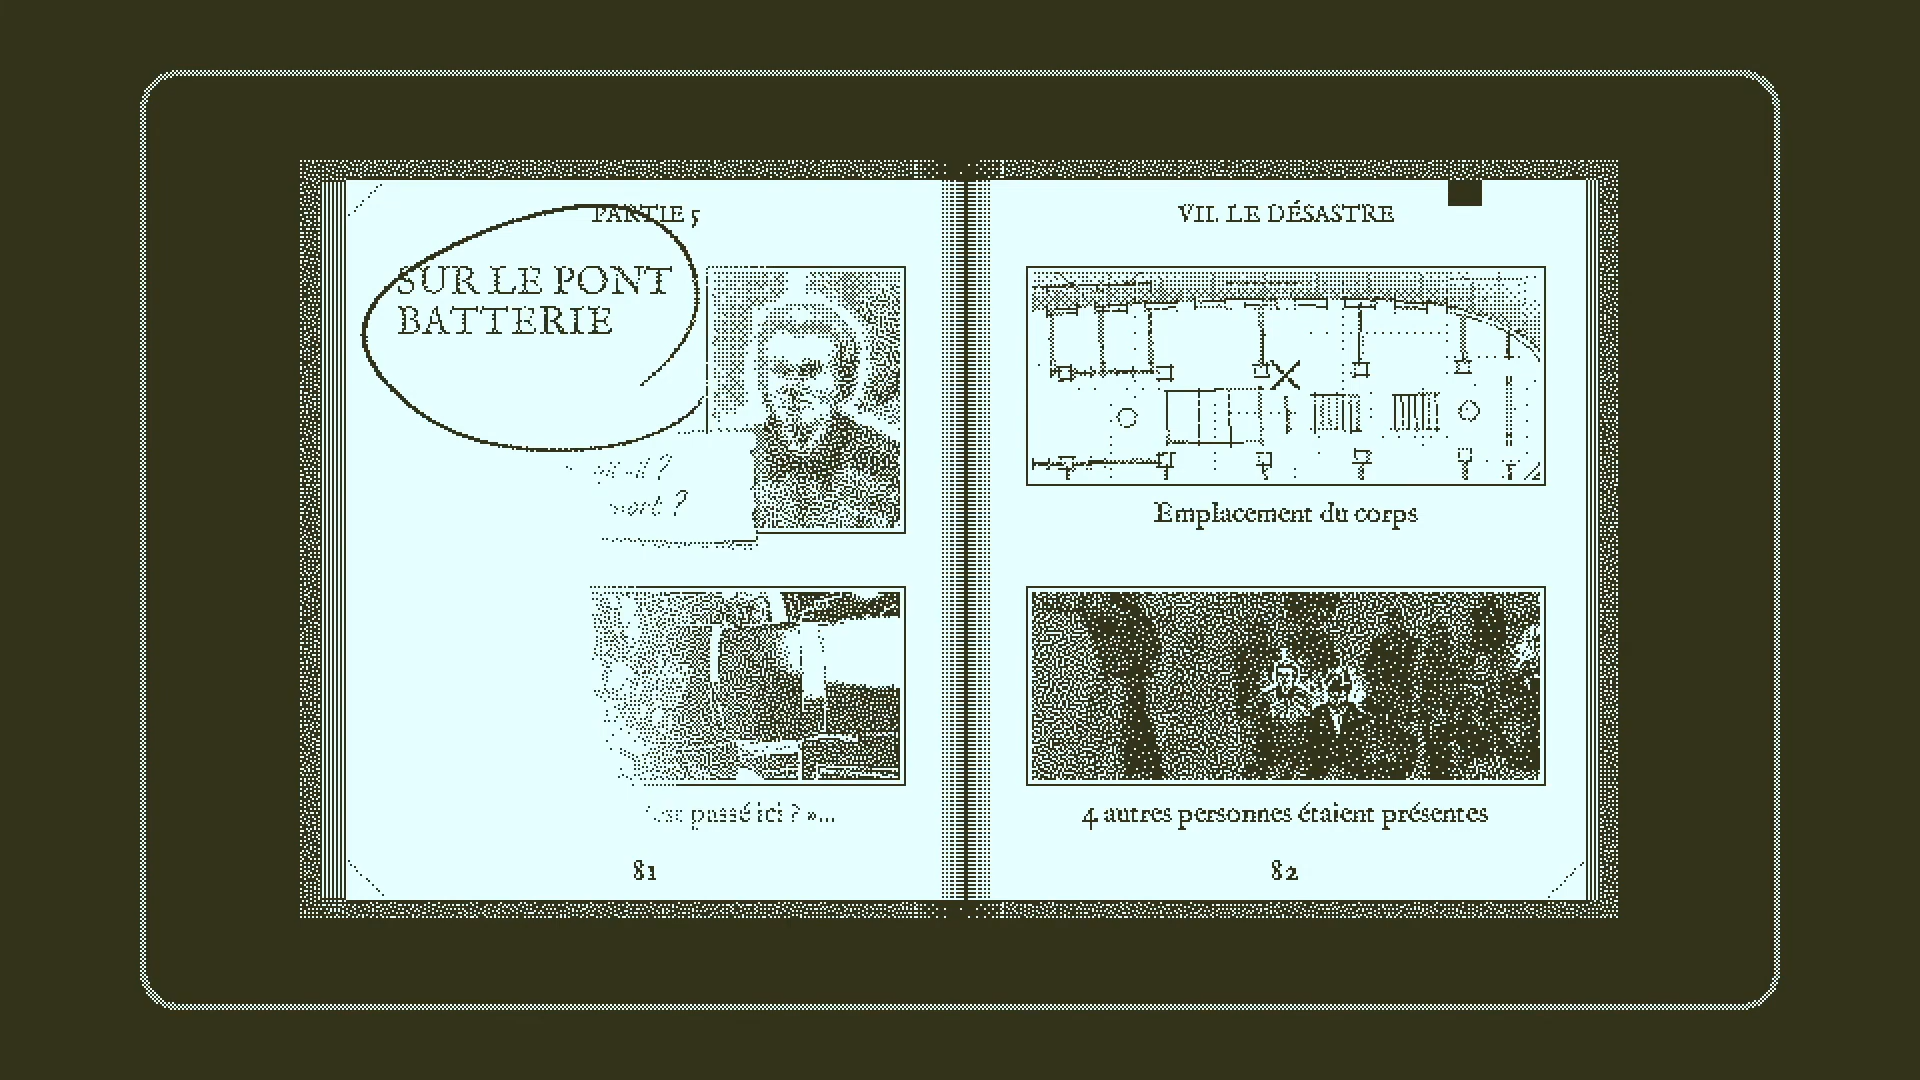 PARTIE 5
SUR LE PONT
BATTERIE
passé ici ? »...
81
VII. LE DÉSASTRE
Emplacement du corps
4 autres personnes étaient présentes
82